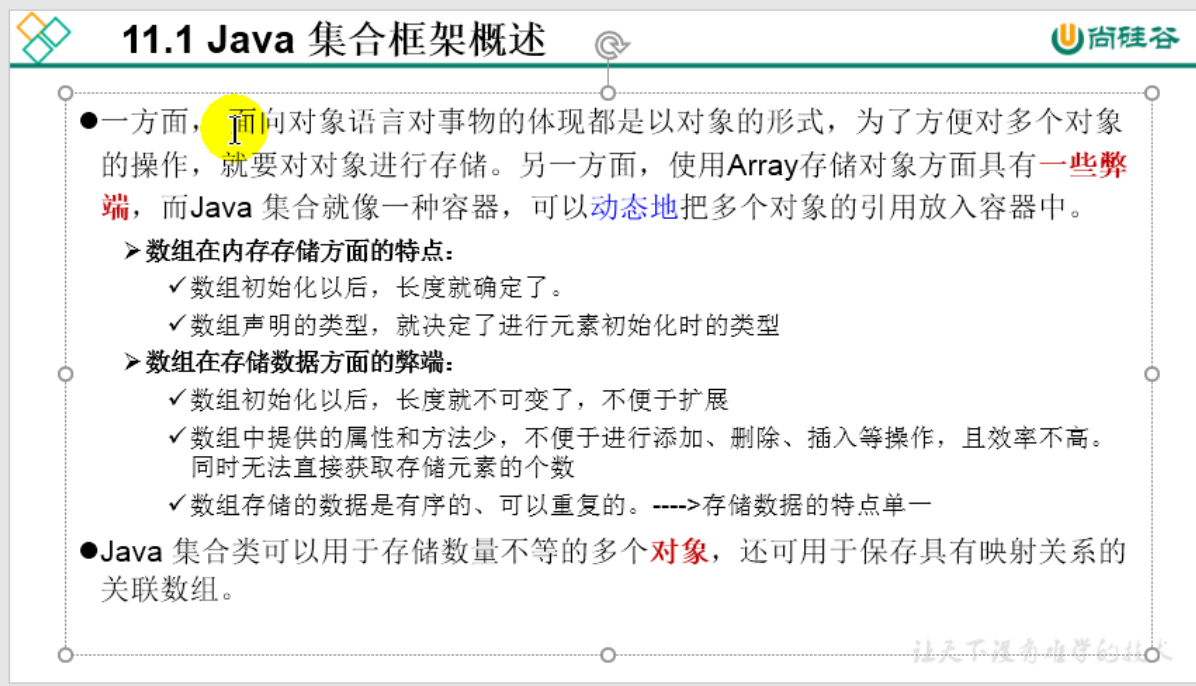 11.1 Java 集合框架概述
尚硅谷
●一方面， 面向对象语言对事物的体现都是以对象的形式，为了方便对多个对象
的操作，就要对对象进行存储。另一方面，使用Array存储对象方面具有一些弊
端，而Java 集合就像一种容器，可以动态地把多个对象的引用放入容器中。
➢数组在内存存储方面的特点：
✓数组初始化以后，长度就确定了。
✓数组声明的类型，就决定了进行元素初始化时的类型
➢数组在存储数据方面的弊端：
✓数组初始化以后，长度就不可变了，不便于扩展
✓数组中提供的属性和方法少，不便于进行添加、删除、插入等操作，且效率不高。
同时无法直接获取存储元素的个数
✓数组存储的数据是有序的、可以重复的。---->存储数据的特点单一
●Java 集合类可以用于存储数量不等的多个对象，还可用于保存具有映射关系的
关联数组。
让天下没有难学的技术